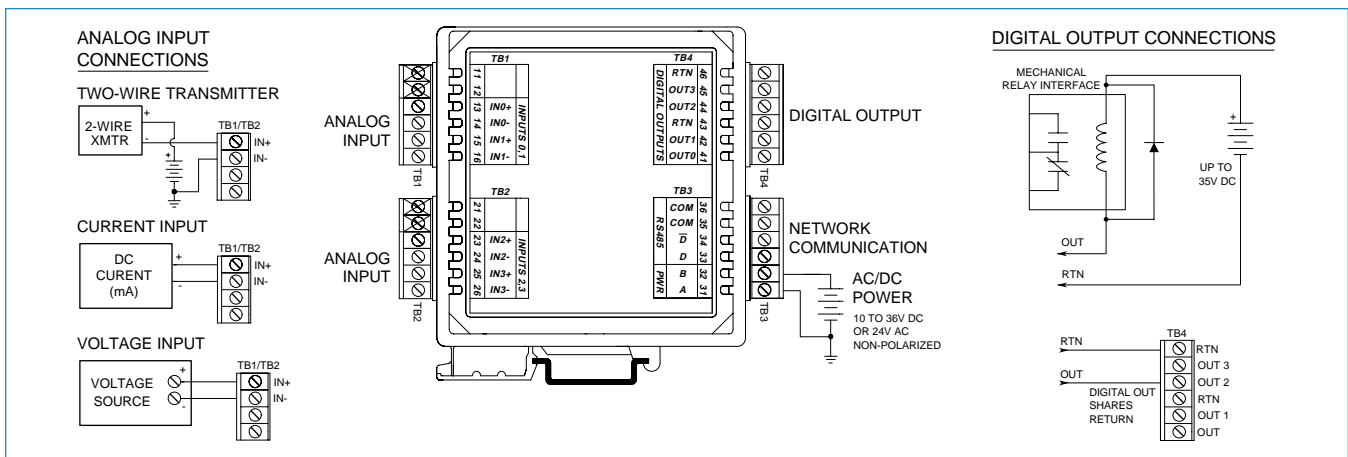 ANALOG INPUT
CONNECTIONS
TWO-WIRE TRANSMITTER
2-WIRE
XMTR
+
-
+
TB1/TB2
IN+
IN-
CURRENT INPUT
DC
CURENT
(mA)
+
-
TB1/TB2
IN+
IN-
VOLTAGE INPUT
VOLTAGE
SOURCE
+
-
TB1/TB2
IN+
IN-
ANALOG
INPUT
TB1
TB1
11
12
13 IN0+
14 IN0-
15 IN1+
16 IN1-
INPUTS 0,1
ANALOG
INPUT
TB2
TB2
21
22
23 IN2+
24 IN2-
25 IN3+
26 IN3-
INPUTS 2,3
TB4
DIGITAL OUTPUTS
RTN 46
OUT3 45
OUT2 44
RTN 43
OUT1 42
OUT0 41
TB4
DIGITAL OUTPUT
TB3
RS485
COM 36
COM 35
D 34
D 33
PWR
B 32
A 31
TB3
NETWORK
COMMUNICATION
+
AC/DC
POWER
10 TO 36V DC
OR 24V AC
NON-POLARIZED
DIGITAL OUTPUT CONNECTIONS
MECHANICAL
RELAY INTERFACE
+
UP TO
35V DC
OUT
RTN
TB4
RTN
OUT
DIGITAL OUT
SHARES
RETURN
RTN
OUT 3
OUT 2
RTN
OUT 1
OUT